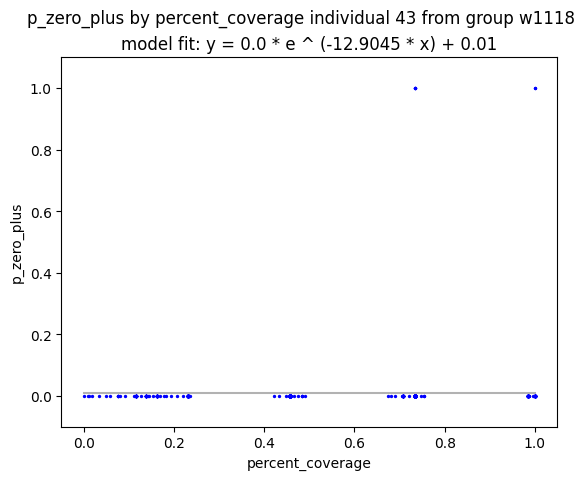 p_zero_plus by percent_coverage individual 43 from group w1118
model fit: y = 0.0 * e ^ (-12.9045 * x) + 0.01
1.0
0.8
0.6
0.4
0.2
0.0
p_zero_plus
0.0 0.2 0.4 0.6 0.8 1.0
percent_coverage